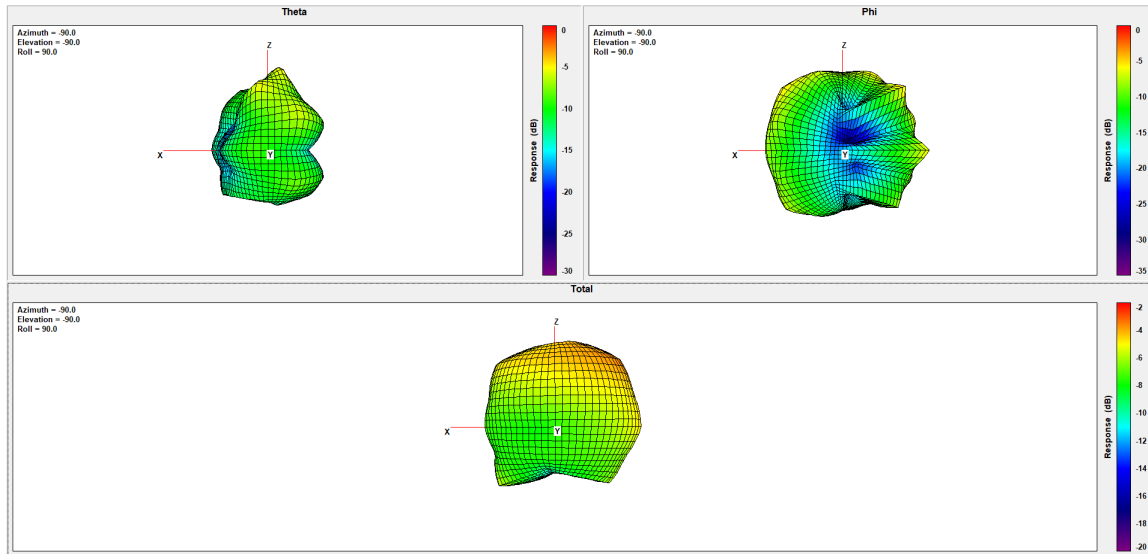 Theta
Azimuth = -90.0
Elevation = -90.0
Roll = 90.0
Z
X
Y
0
-5
-10
-15
-20
-25
-30
Response (dB)
Phi
Azimuth = -90.0
Elevation = -90.0
Roll = 90.0
Z
X
Y
0
-5
-10
-15
-20
-25
-30
-35
Response (dB)
Total
Azimuth = -90.0
Elevation = -90.0
Roll = 90.0
Z
X
Y
-2
-4
-6
-8
-10
-12
-14
-16
-18
-20
Response (dB)